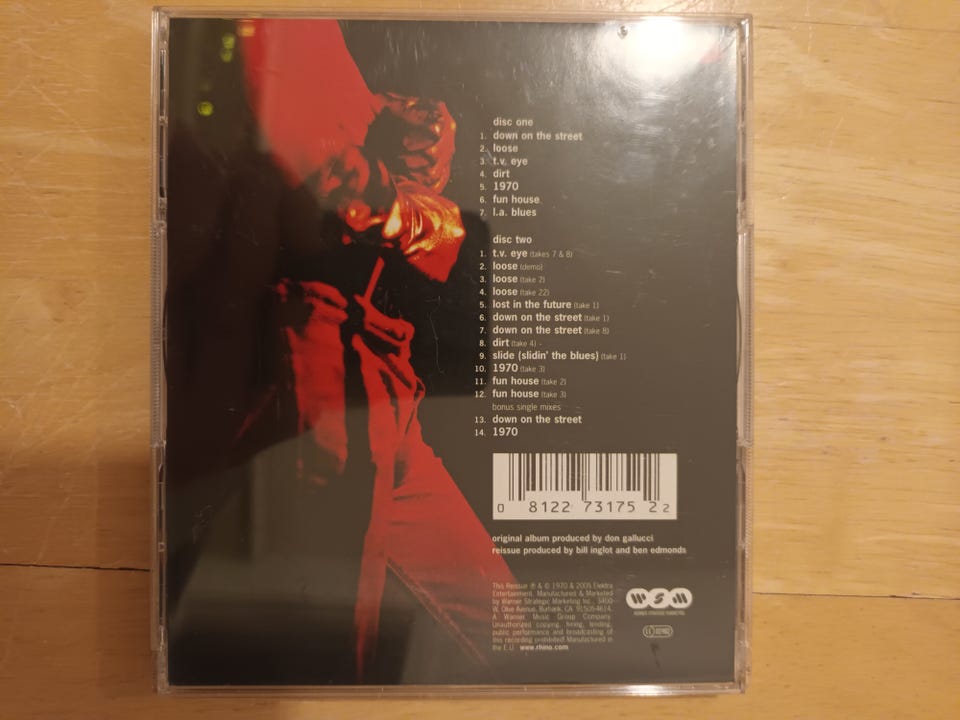 disc one
1. down on the street
2. loose
3. t.v. eye
4. dirt
5. 1970
6. fun house
7. l.a. blues
disc two
1. t.v. eye (takes 7 & 8)
2. loose (demo)
3. loose (take 2)
4. loose (take 22)
5. lost in the future (take 1)
6. down on the street (take 1)
7. down on the street (take 8)
8. dirt (take 4)
9. slide (slidin' the blues) (take 1)
10. 1970 (take 3)
11. fun house (take 2)
12. fun house (take 3)
bonus single mixes
13. down on the street
14. 1970
0 8122 73175 2 2
original album produced by don gallucci
reissue produced by bill inglot and ben edmonds
This Reissue ℗ & © 1970 & 2005 Elektra
Entertainment. Manufactured & Marketed
by Warner Strategic Marketing Inc., 3400
W. Olive Avenue, Burbank, CA
A Warner Music Group Company.
Unauthorized copying, hiring, lending,
public performance and broadcasting of
this recording prohibited. Manufactured in
the E.U. www.rhino.com
WSM